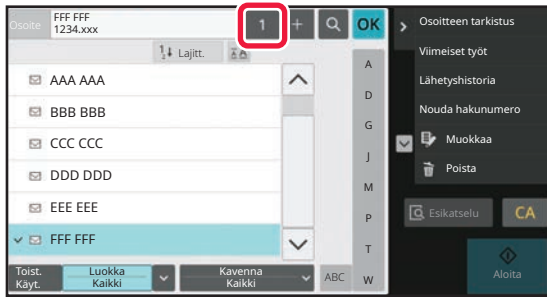 Osoite
FFF FFF
1234.xxx
1
+
OK
1 2 Lajitt.
AAA AAA
BBB BBB
CCC CCC
DDD DDD
EEE EEE
FFF FFF
A
D
G
J
M
P
T
W
Toist.
Käyt.
Luokka
Kaikki
Kavenna
Kaikki
ABC
Osoitteen tarkistus
Viimeiset työt
Lähetyshistoria
Nouda hakunumero
Muokkaa
Poista
Esikatselu
CA
Aloita